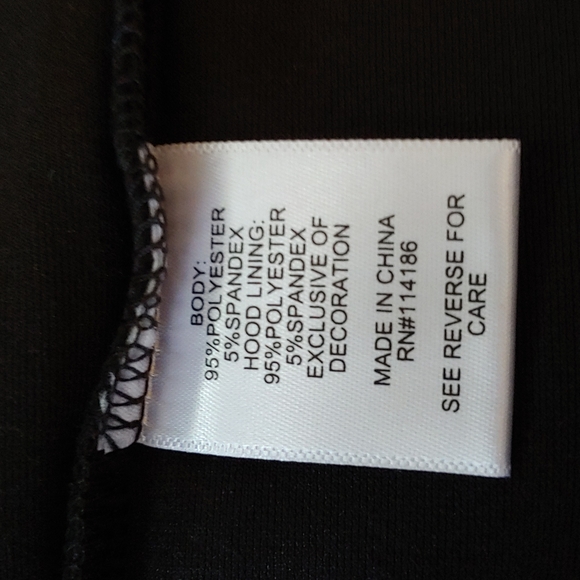 BODY:
95%POLYESTER
5%SPANDEX
HOOD LINING:
95%POLYESTER
5%SPANDEX
EXCLUSIVE OF
DECORATION
MADE IN CHINA
RN#114186
SEE REVERSE FOR
CARE